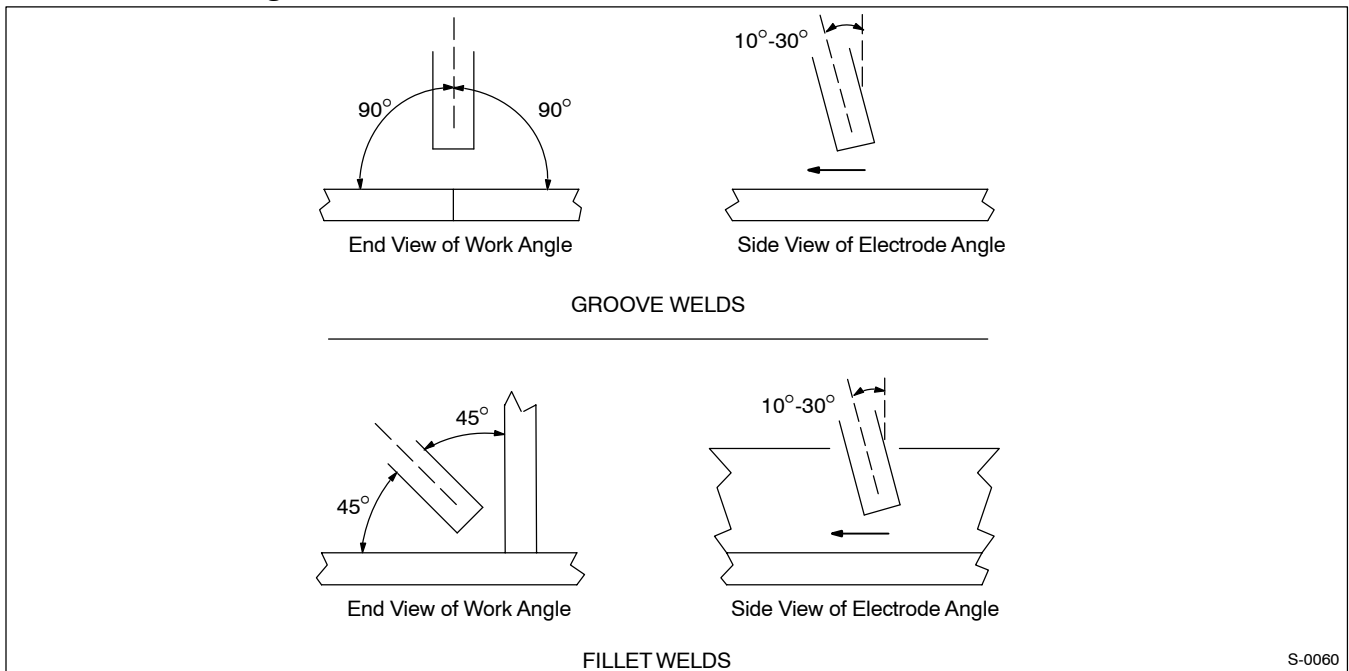 10°-30°
90° 90°
End View of Work Angle Side View of Electrode Angle
GROOVE WELDS
10°-30°
45°
45°
End View of Work Angle Side View of Electrode Angle
FILLET WELDS
S-0060